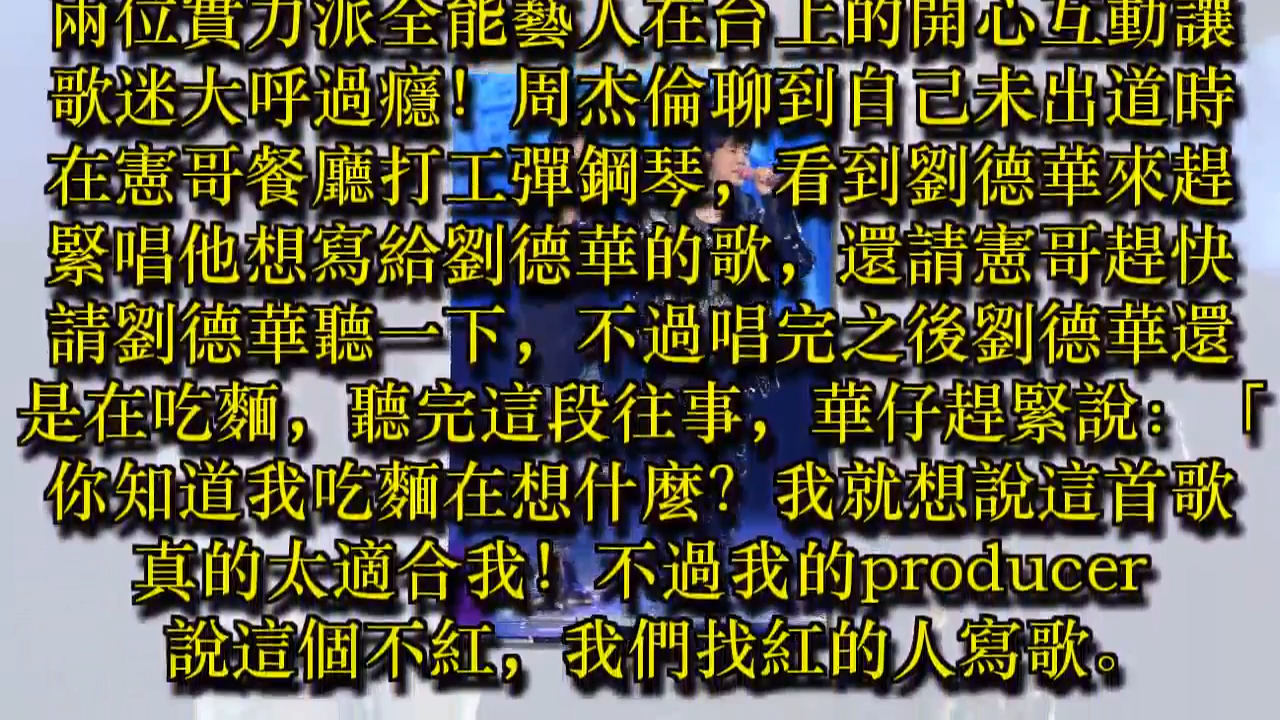 兩位實力派全能藝人在台上的開心互動讓
歌迷大呼過癮！周杰倫聊到自己未出道時
在憲哥餐廳打工彈鋼琴，看到劉德華來趕
緊唱他想寫給劉德華的歌，還請憲哥趕快
請劉德華聽一下，不過唱完之後劉德華還
是在吃麵，聽完這段往事，華仔趕緊說：「
你知道我吃麵在想什麼？我就想說這首歌
真的太適合我！不過我的producer
說這個不紅，我們找紅的人寫歌。